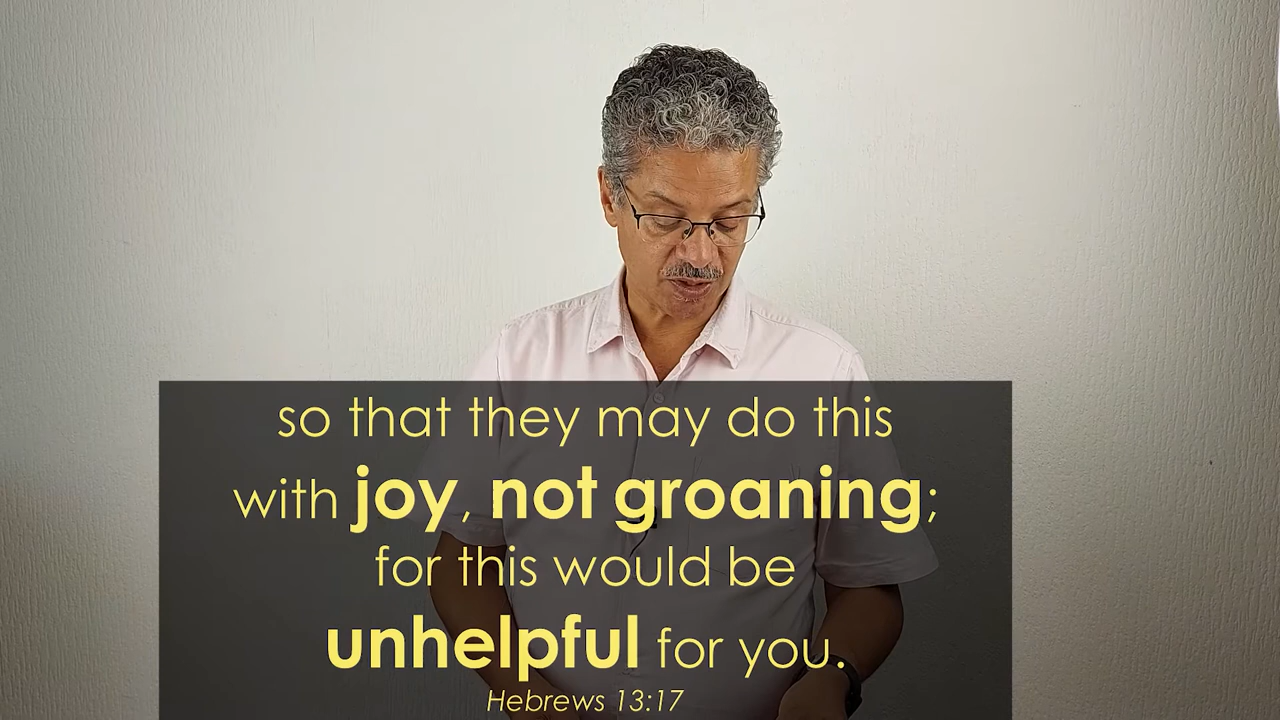 so that they may do this
with joy, not groaning;
for this would be
unhelpful for you.
Hebrews 13:17